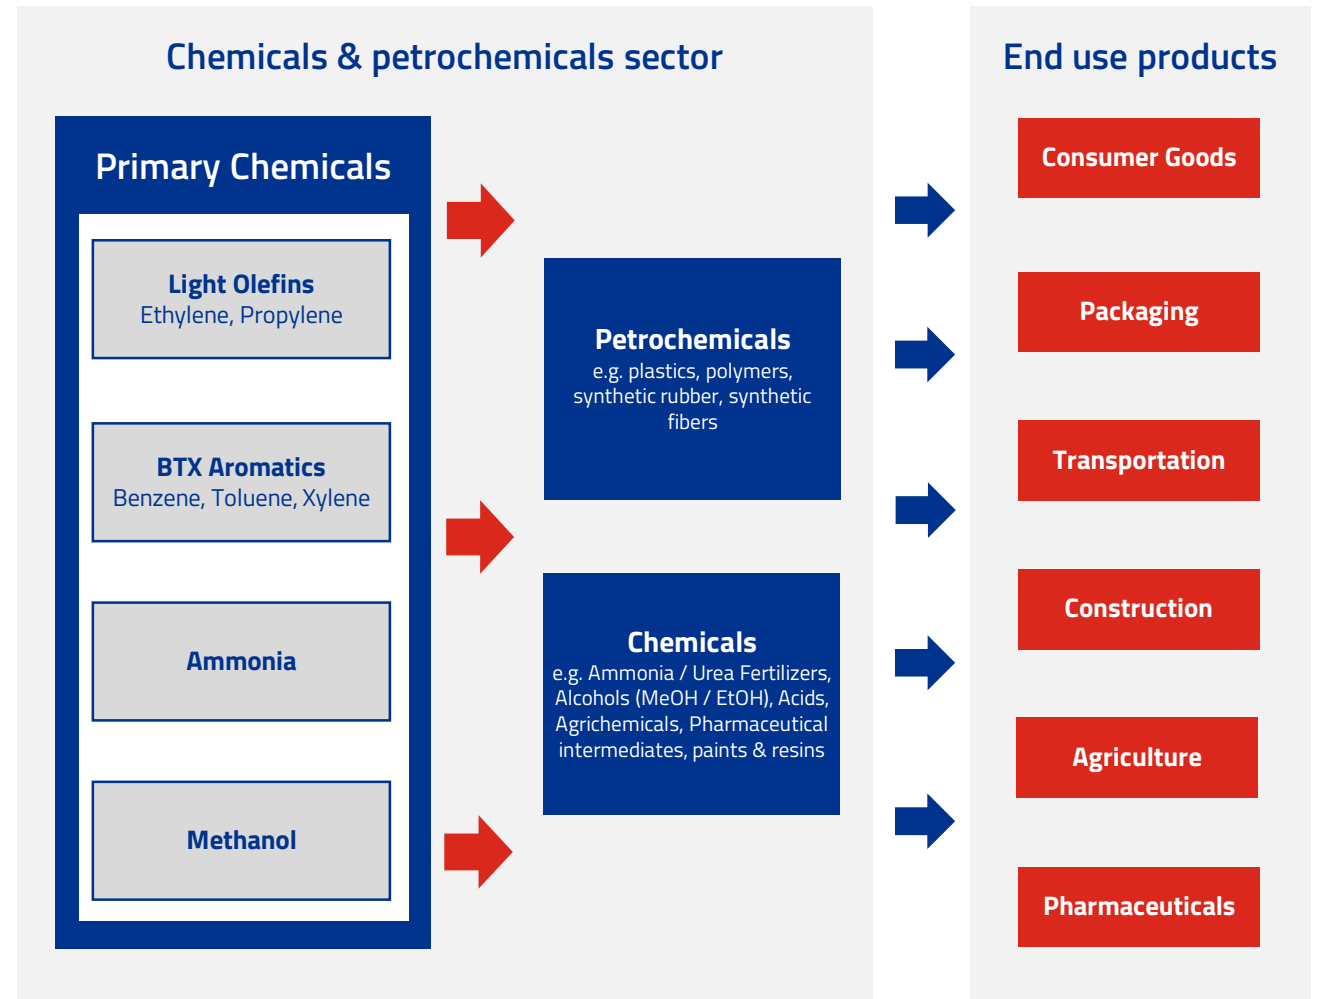 Chemicals & petrochemicals sector
Primary Chemicals
Light Olefins
Ethylene, Propylene
BTX Aromatics
Benzene, Toluene, Xylene
Ammonia
Methanol
Petrochemicals
e.g. plastics, polymers,
synthetic rubber, synthetic
fibers
Chemicals
e.g. Ammonia / Urea Fertilizers,
Alcohols (MeOH / EtOH), Acids,
Agrichemicals, Pharmaceutical
intermediates, paints & resins
End use products
Consumer Goods
Packaging
Transportation
Construction
Agriculture
Pharmaceuticals